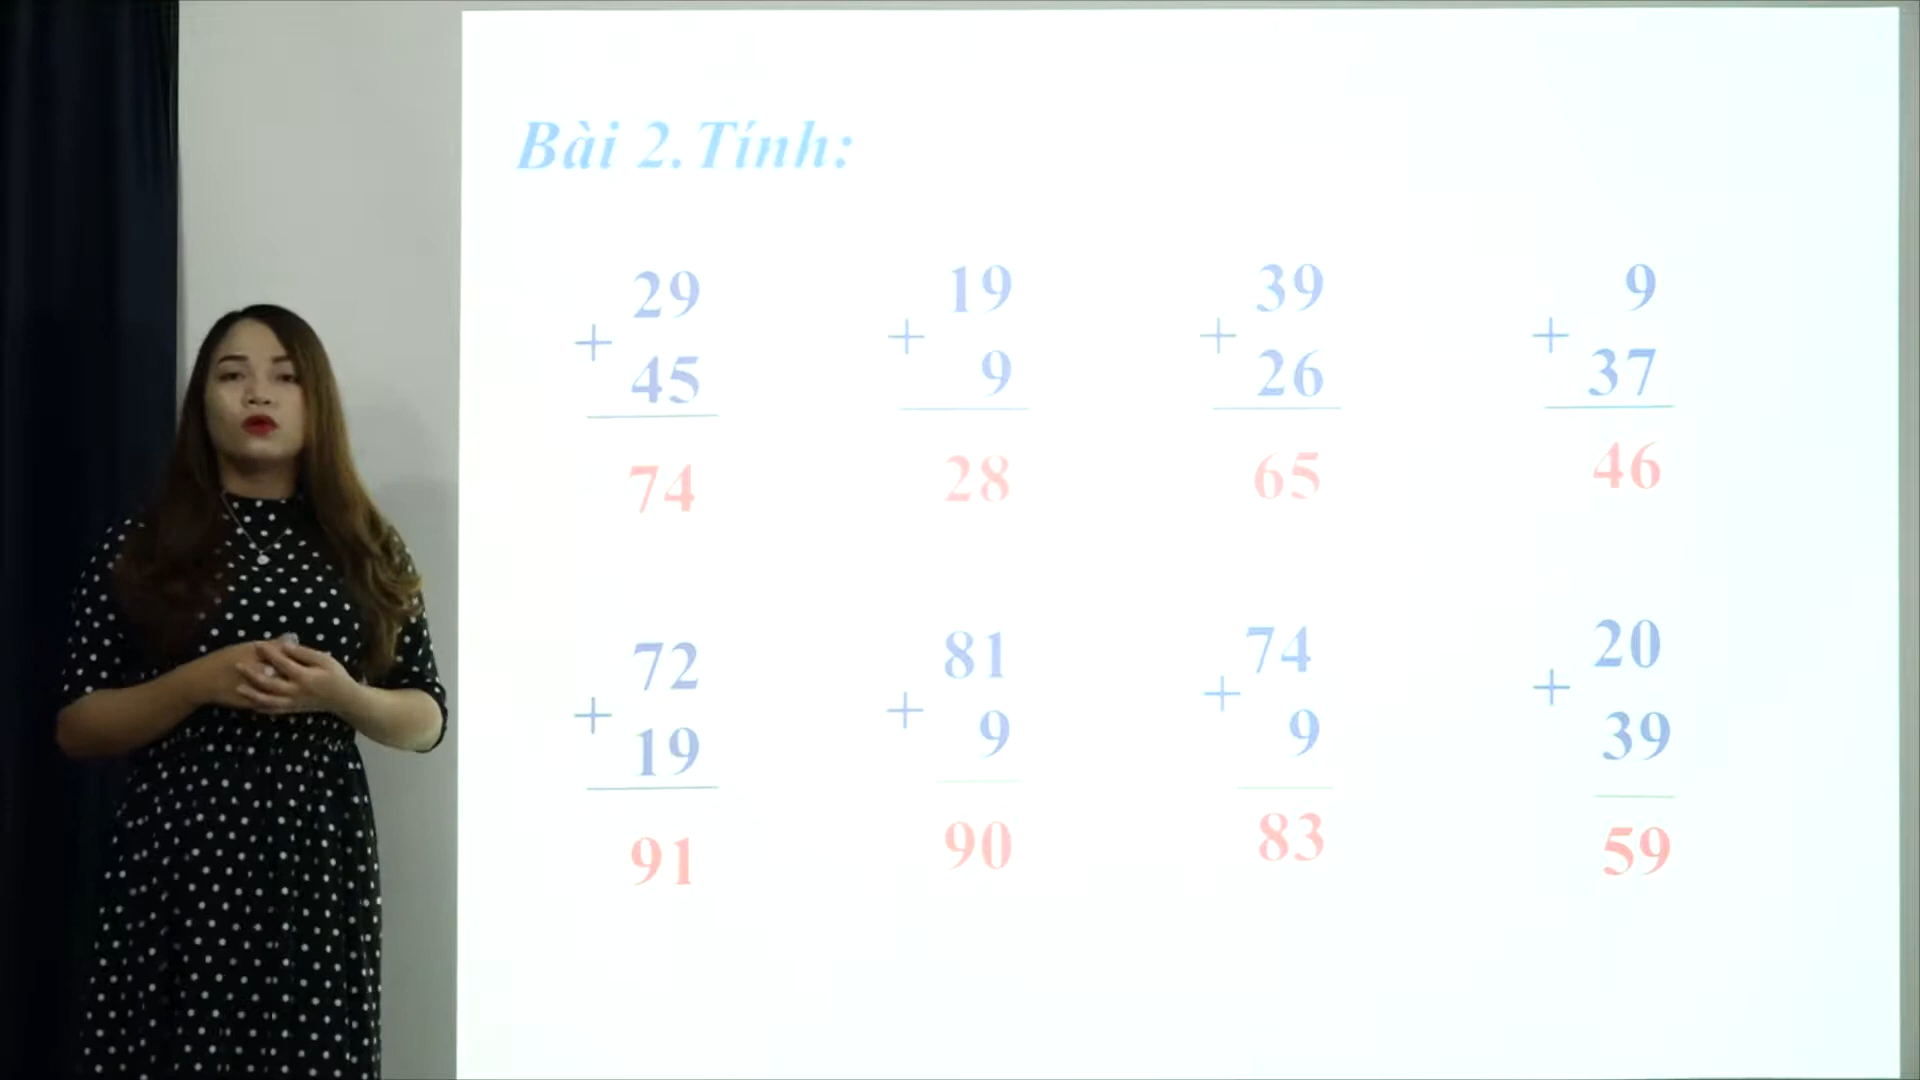 Bài 2. Tính:
29 19 39 9
+ + + +
45 9 26 37
74 28 65 46
72 81 74 20
+ + + +
19 9 9 39
91 90 83 59